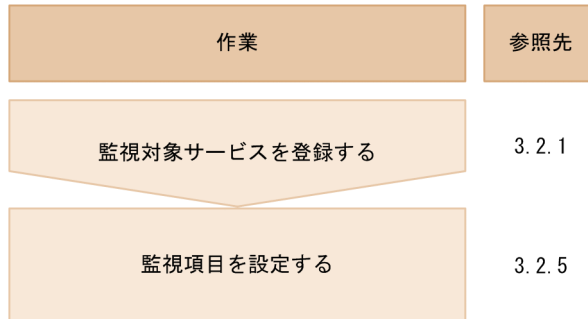 作業
参照先
監視対象サービスを登録する
3.2.1
監視項目を設定する
3.2.5